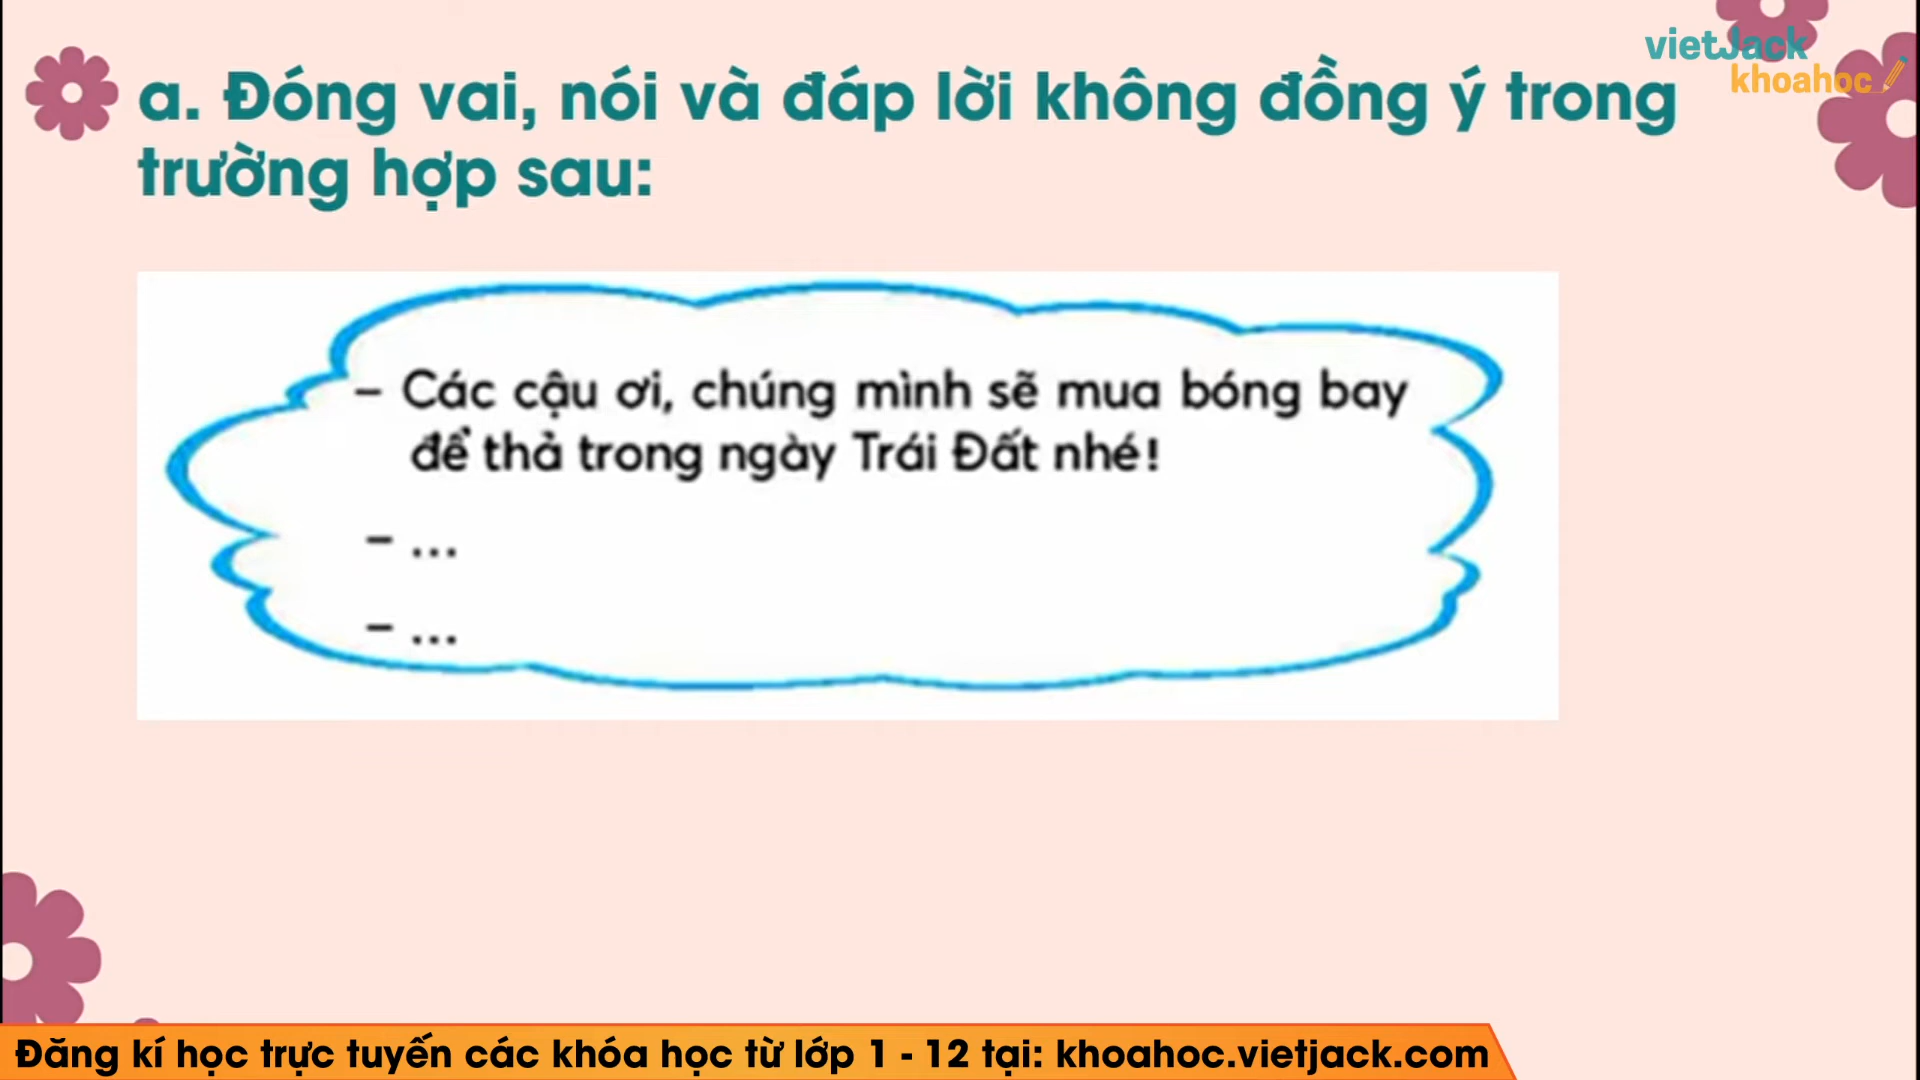 vietJack
khoahoc
a. Đóng vai, nói và đáp lời không đồng ý trong
trường hợp sau:
– Các cậu ơi, chúng mình sẽ mua bóng bay
để thả trong ngày Trái Đất nhé!
– ...
– ...
Đăng kí học trực tuyến các khóa học từ lớp 1 - 12 tại: khoahoc.vietjack.com